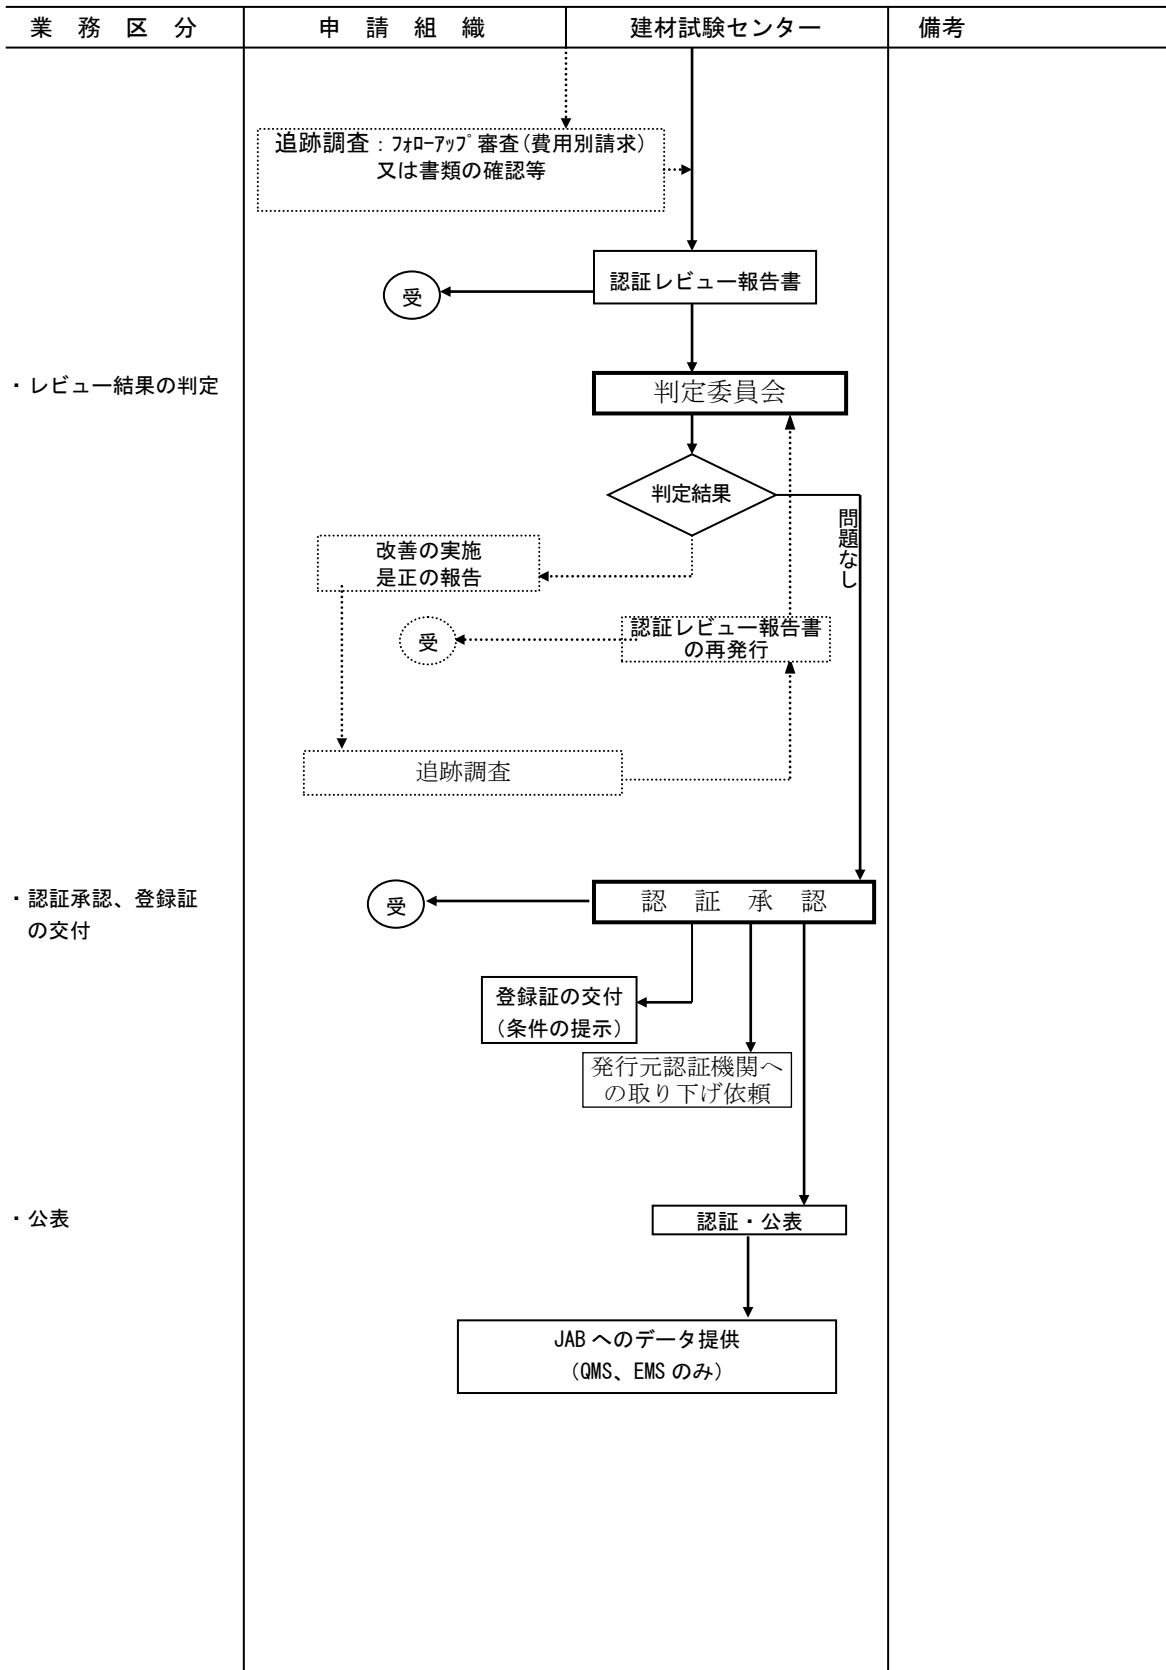 業務区分
申請組織
建材試験センター
備考
追跡調査：ﾌｫﾛｰｱｯﾌﾟ審査(費用別請求)
又は書類の確認等
認証レビュー報告書
受
・レビュー結果の判定
判定委員会
判定結果
問題なし
改善の実施
是正の報告
認証レビュー報告書
の再発行
受
追跡調査
・認証承認、登録証
の交付
受
認証承認
登録証の交付
（条件の提示）
発行元認証機関へ
の取り下げ依頼
・公表
認証・公表
JABへのデータ提供
（QMS、EMSのみ）